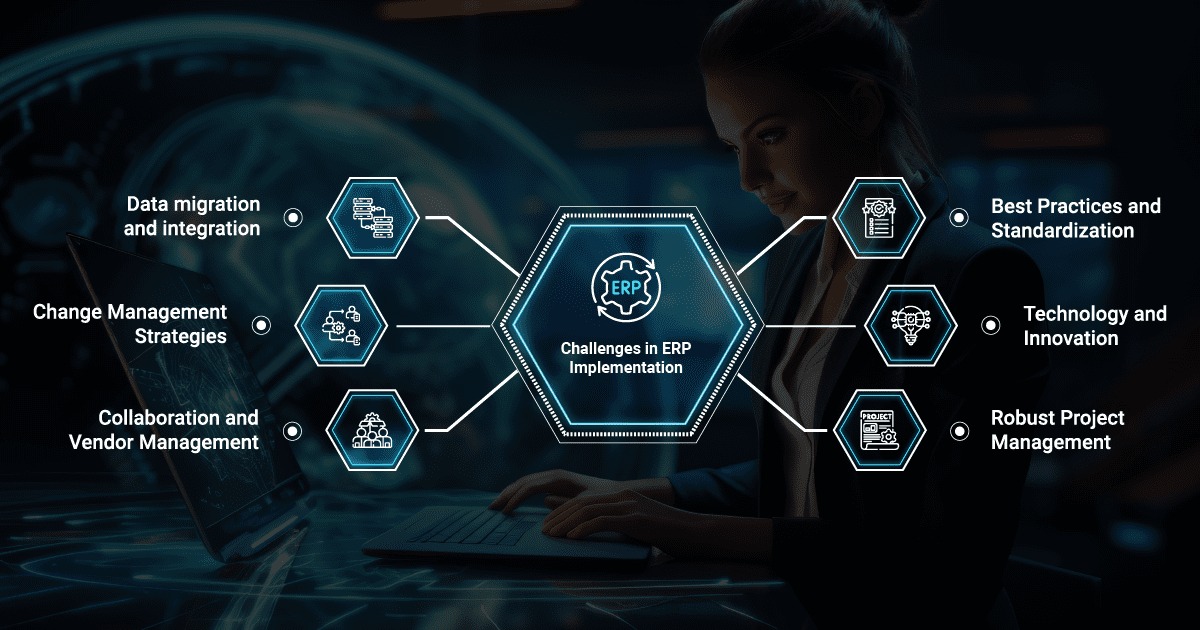 Data migration
and integration
Change Management
Strategies
Collaboration and
Vendor Management
ERP
Challenges in ERP
Implementation
Best Practices and
Standardization
Technology and
Innovation
PROJECT
Robust Project
Management